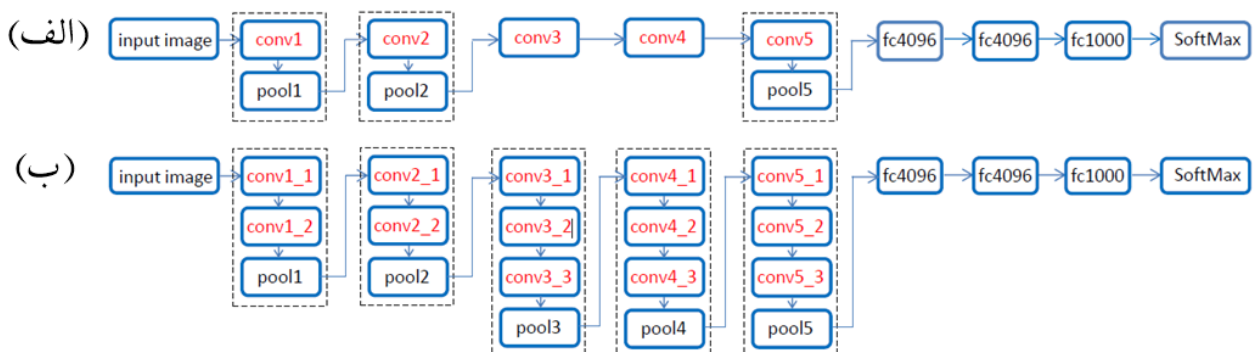 (الف)
input image conv1 conv2 conv3 conv4 conv5 fc4096 fc4096 fc1000 SoftMax
pool1 pool2 pool5
(ب)
input image conv1_1 conv2_1 conv3_1 conv4_1 conv5_1 fc4096 fc4096 fc1000 SoftMax
conv1_2 conv2_2 conv3_2 conv4_2 conv5_2
pool1 pool2 conv3_3 conv4_3 conv5_3
pool3 pool4 pool5